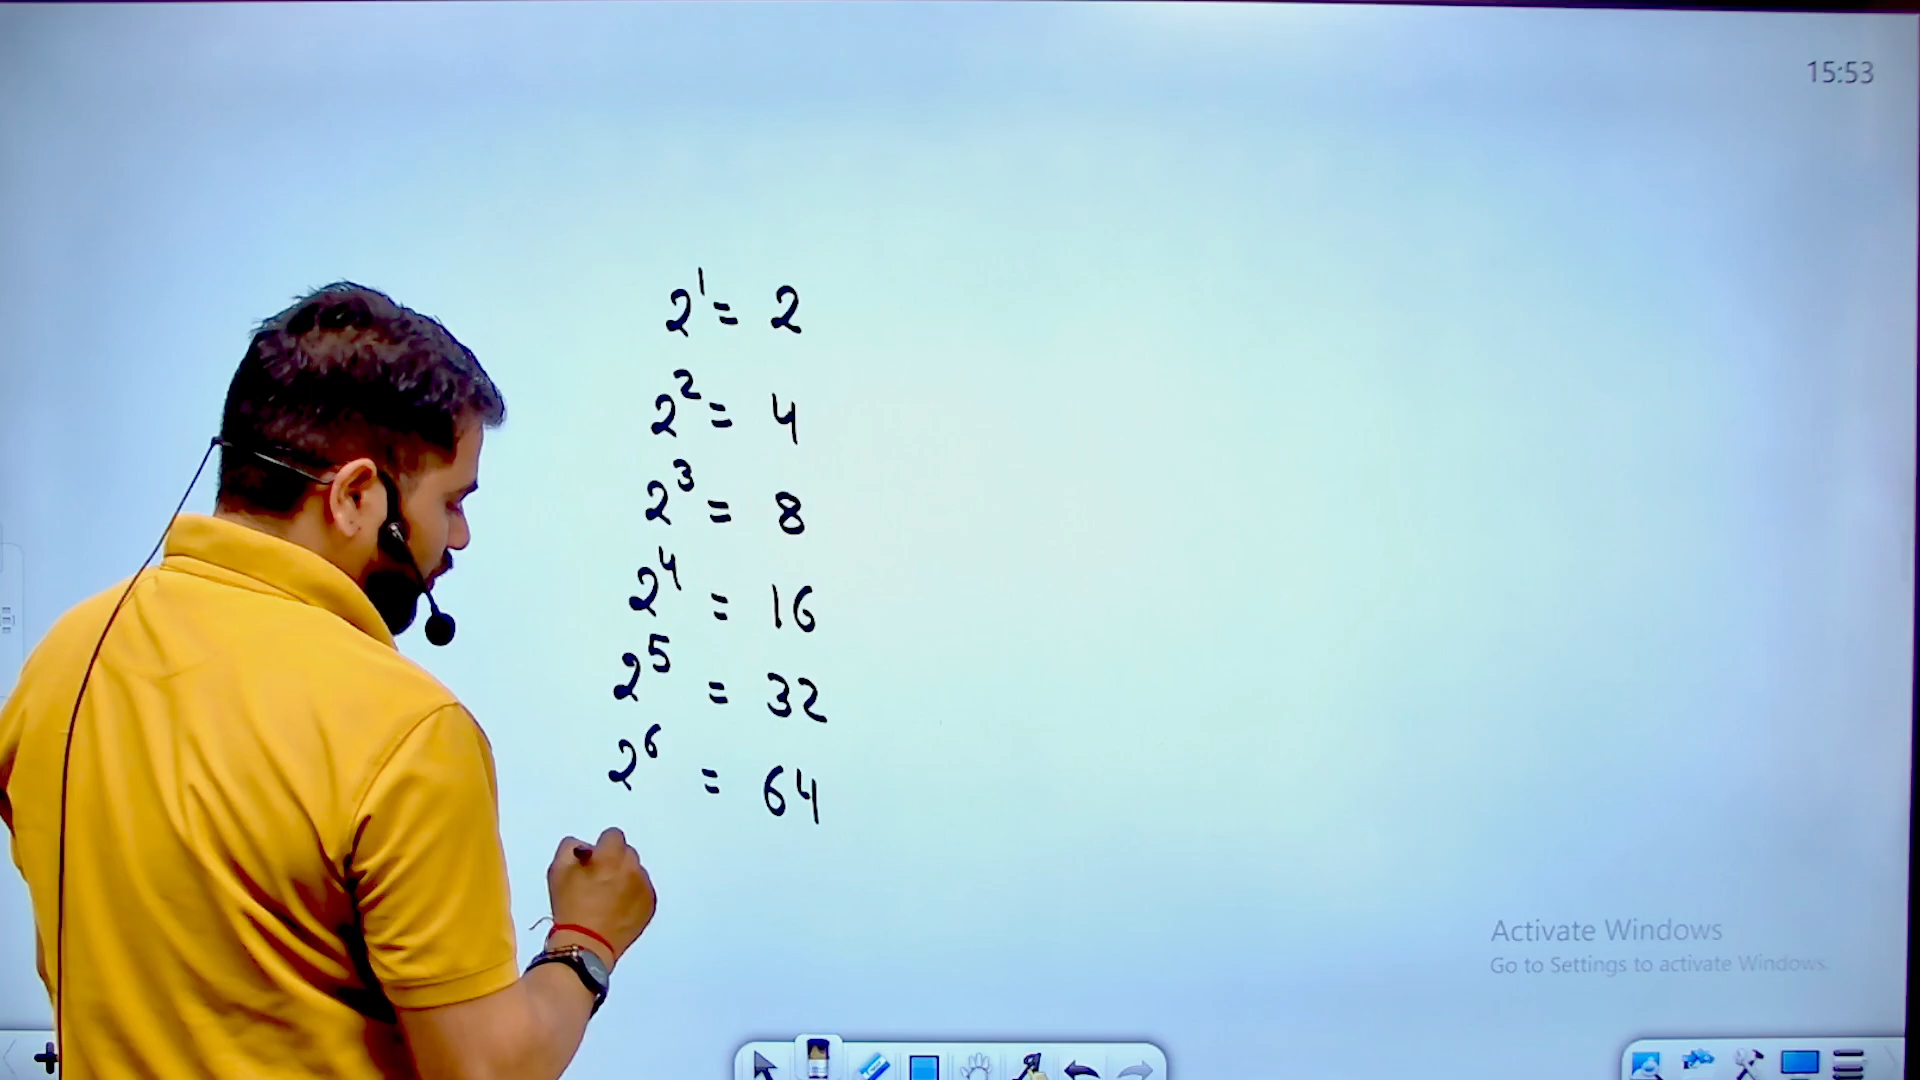 15:53
2¹ = 2
2² = 4
2³ = 8
2⁴ = 16
2⁵ = 32
2⁶ = 64
Activate Windows
Go to Settings to activate Windows.